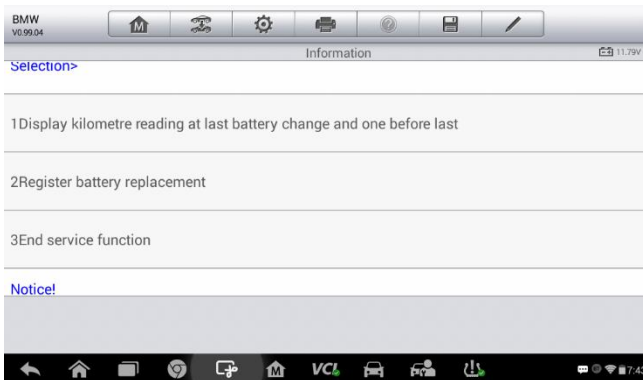 BMW
V0.99.04
M
Information
11.79V
Selection>
1Display kilometre reading at last battery change and one before last
2Register battery replacement
3End service function
Notice!
M
VCI